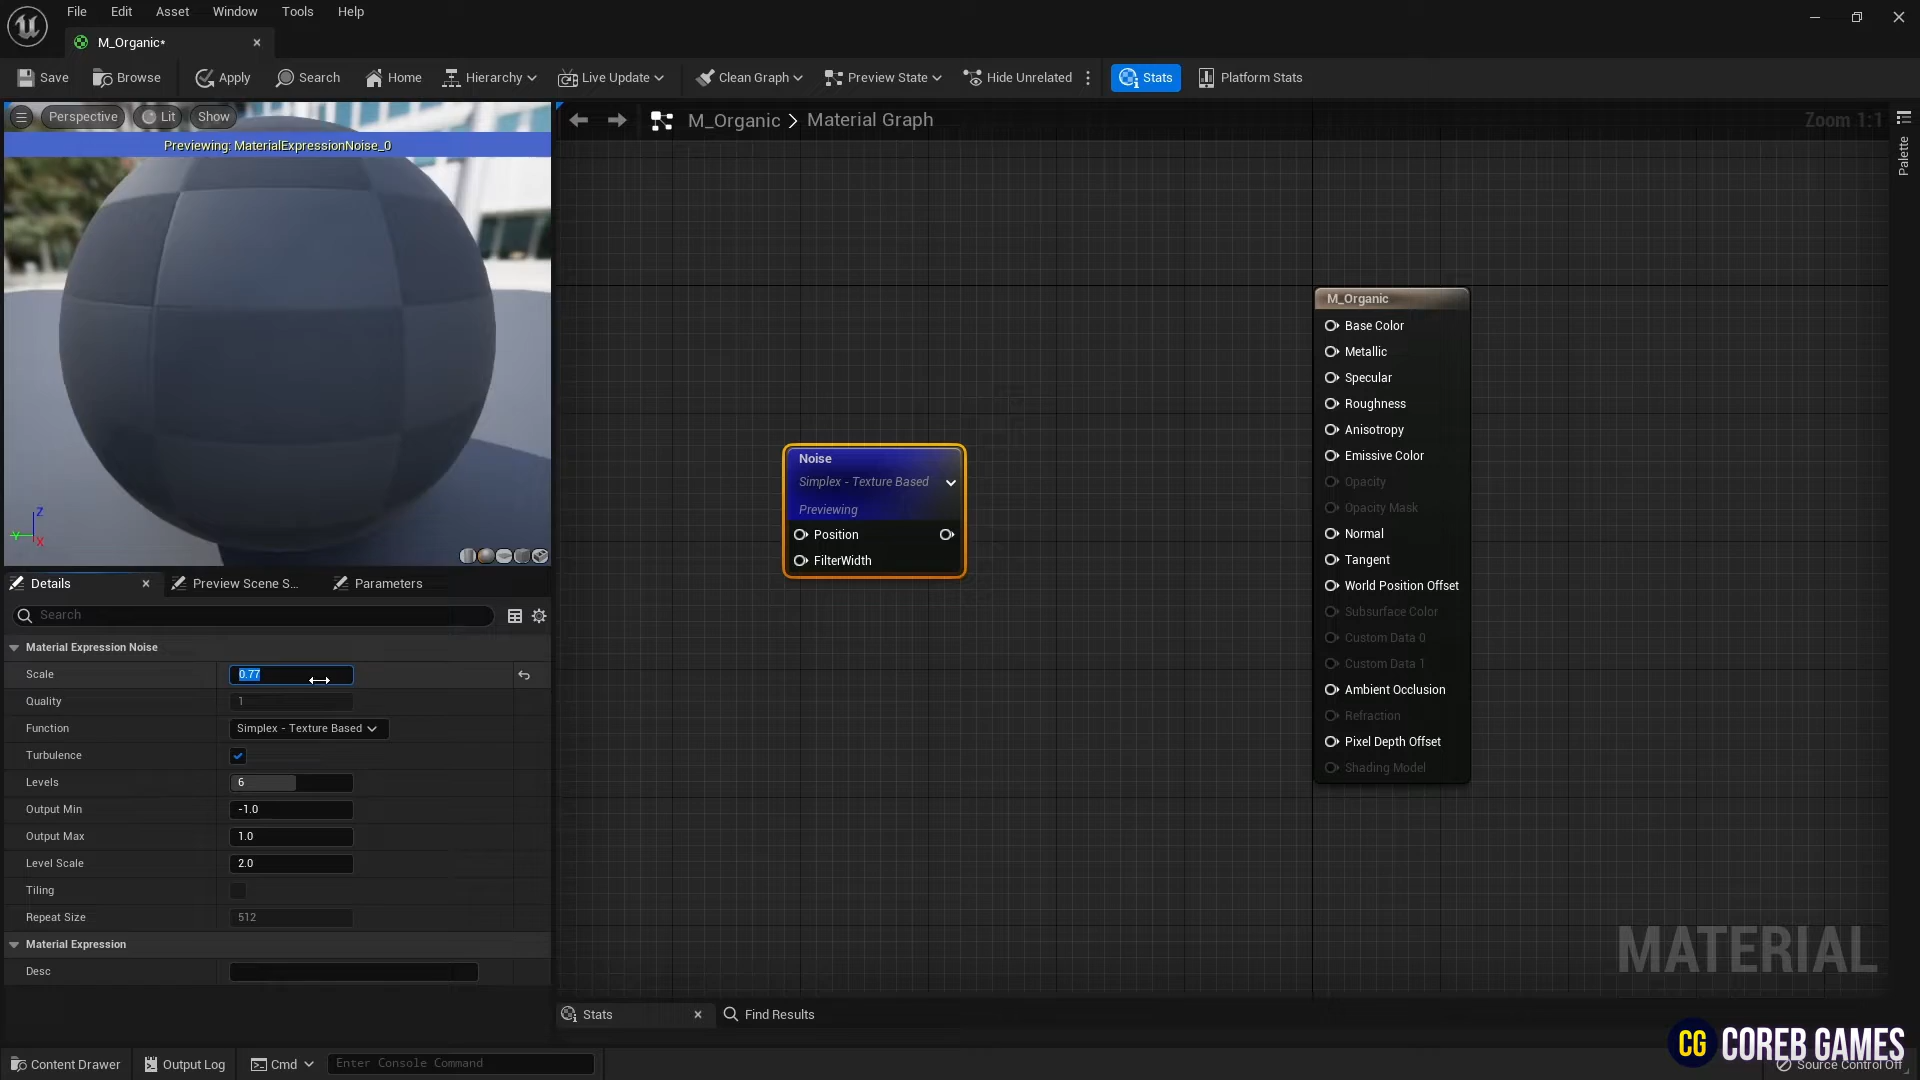 File Edit Asset Window Tools Help
M_Organic*
Save Browse Apply Search Home Hierarchy Live Update Clean Graph Preview State Hide Unrelated Stats Platform Stats
Perspective Lit Show
M_Organic > Material Graph
Zoom 1:1
Palette
Previewing: MaterialExpressionNoise_0
M_Organic
Base Color
Metallic
Specular
Roughness
Anisotropy
Emissive Color
Opacity
Opacity Mask
Normal
Tangent
World Position Offset
Subsurface Color
Custom Data 0
Custom Data 1
Ambient Occlusion
Refraction
Pixel Depth Offset
Shading Model
Noise
Simplex - Texture Based
Previewing
Position
FilterWidth
Z
Y
X
Details Preview Scene S... Parameters
Search
Material Expression Noise
Scale 0.77
Quality 1
Function Simplex - Texture Based
Turbulence
Levels 6
Output Min -1.0
Output Max 1.0
Level Scale 2.0
Tiling
Repeat Size 512
Material Expression
Desc
MATERIAL
Stats Find Results
CG COREB GAMES
Content Drawer Output Log Cmd Enter Console Command Source Control Off